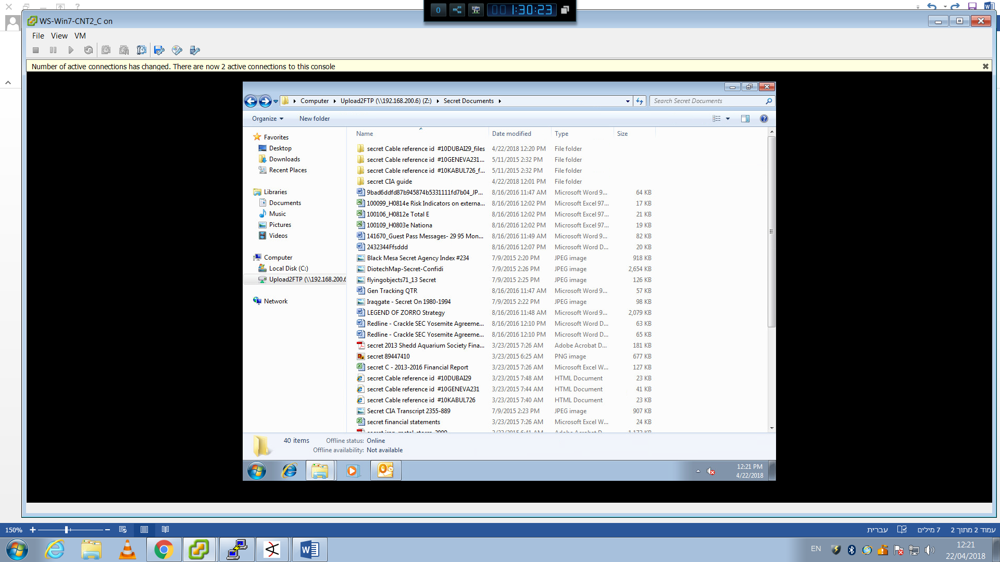 0
00 1:30:23
WS-Win7-CNT2_C on
File View VM
Number of active connections has changed. There are now 2 active connections to this console
Computer Upload2FTP (\\192.168.200.6) (Z:) Secret Documents
Search Secret Documents
Organize New folder
Name Date modified Type Size
Favorites
Desktop
Downloads
Recent Places
Libraries
Documents
Music
Pictures
Videos
Computer
Local Disk (C:)
Upload2FTP (\\192.168.200.6
Network
secret Cable reference id #10DUBAI29_files 4/22/2018 12:20 PM File folder
secret Cable reference id #10GENEVA231... 5/11/2015 2:32 PM File folder
secret Cable reference id #10KABUL726_f... 5/11/2015 2:32 PM File folder
secret CIA guide 4/22/2018 12:01 PM File folder
9bad6ddfd87b945874b5331111fd7b04_JP... 8/16/2016 11:47 AM Microsoft Word 9... 64 KB
100099_H0814e Risk Indicators on externa... 8/16/2016 12:02 PM Microsoft Excel 97... 17 KB
100106_H0812e Total E 8/16/2016 12:02 PM Microsoft Excel 97... 21 KB
100109_H0803e Nationa 8/16/2016 12:02 PM Microsoft Excel 97... 19 KB
141670_Guest Pass Messages- 29 95 Mon... 8/16/2016 11:49 AM Microsoft Word 9... 82 KB
2432344Ffsddd 8/16/2016 12:07 PM Microsoft Word D... 20 KB
Black Mesa Secret Agency Index #234 7/9/2015 2:20 PM JPEG image 918 KB
DiotechMap-Secret-Confidi 7/9/2015 2:26 PM JPEG image 2,654 KB
flyingobjects71_13 Secret 7/9/2015 2:25 PM JPEG image 126 KB
Gen Tracking QTR 8/16/2016 11:47 AM Microsoft Word 9... 57 KB
Iraqgate - Secret On 1980-1994 7/9/2015 2:22 PM JPEG image 98 KB
LEGEND OF ZORRO Strategy 8/16/2016 11:48 AM Microsoft Word 9... 2,079 KB
Redline - Crackle SEC Yosemite Agreeme... 8/16/2016 12:10 PM Microsoft Word D... 63 KB
Redline - Crackle SEC Yosemite Agreeme... 8/16/2016 12:10 PM Microsoft Word D... 65 KB
secret 2013 Shedd Aquarium Society Fina... 3/23/2015 7:26 AM Adobe Acrobat D... 181 KB
secret 89447410 3/23/2015 6:25 AM PNG image 677 KB
secret C - 2013-2016 Financial Report 3/23/2015 7:26 AM Microsoft Excel W... 127 KB
secret Cable reference id #10DUBAI29 3/23/2015 7:48 AM HTML Document 23 KB
secret Cable reference id #10GENEVA231 3/23/2015 7:44 AM HTML Document 41 KB
secret Cable reference id #10KABUL726 3/23/2015 7:40 AM HTML Document 23 KB
Secret CIA Transcript 2355-889 7/9/2015 2:23 PM JPEG image 907 KB
secret financial statements 3/23/2015 7:26 AM Microsoft Excel W... 24 KB
40 items Offline status: Online
Offline availability: Not available
12:21 PM
4/22/2018
150%
עברית 7 מילים עמוד 2 מתוך 2
EN
12:21
22/04/2018